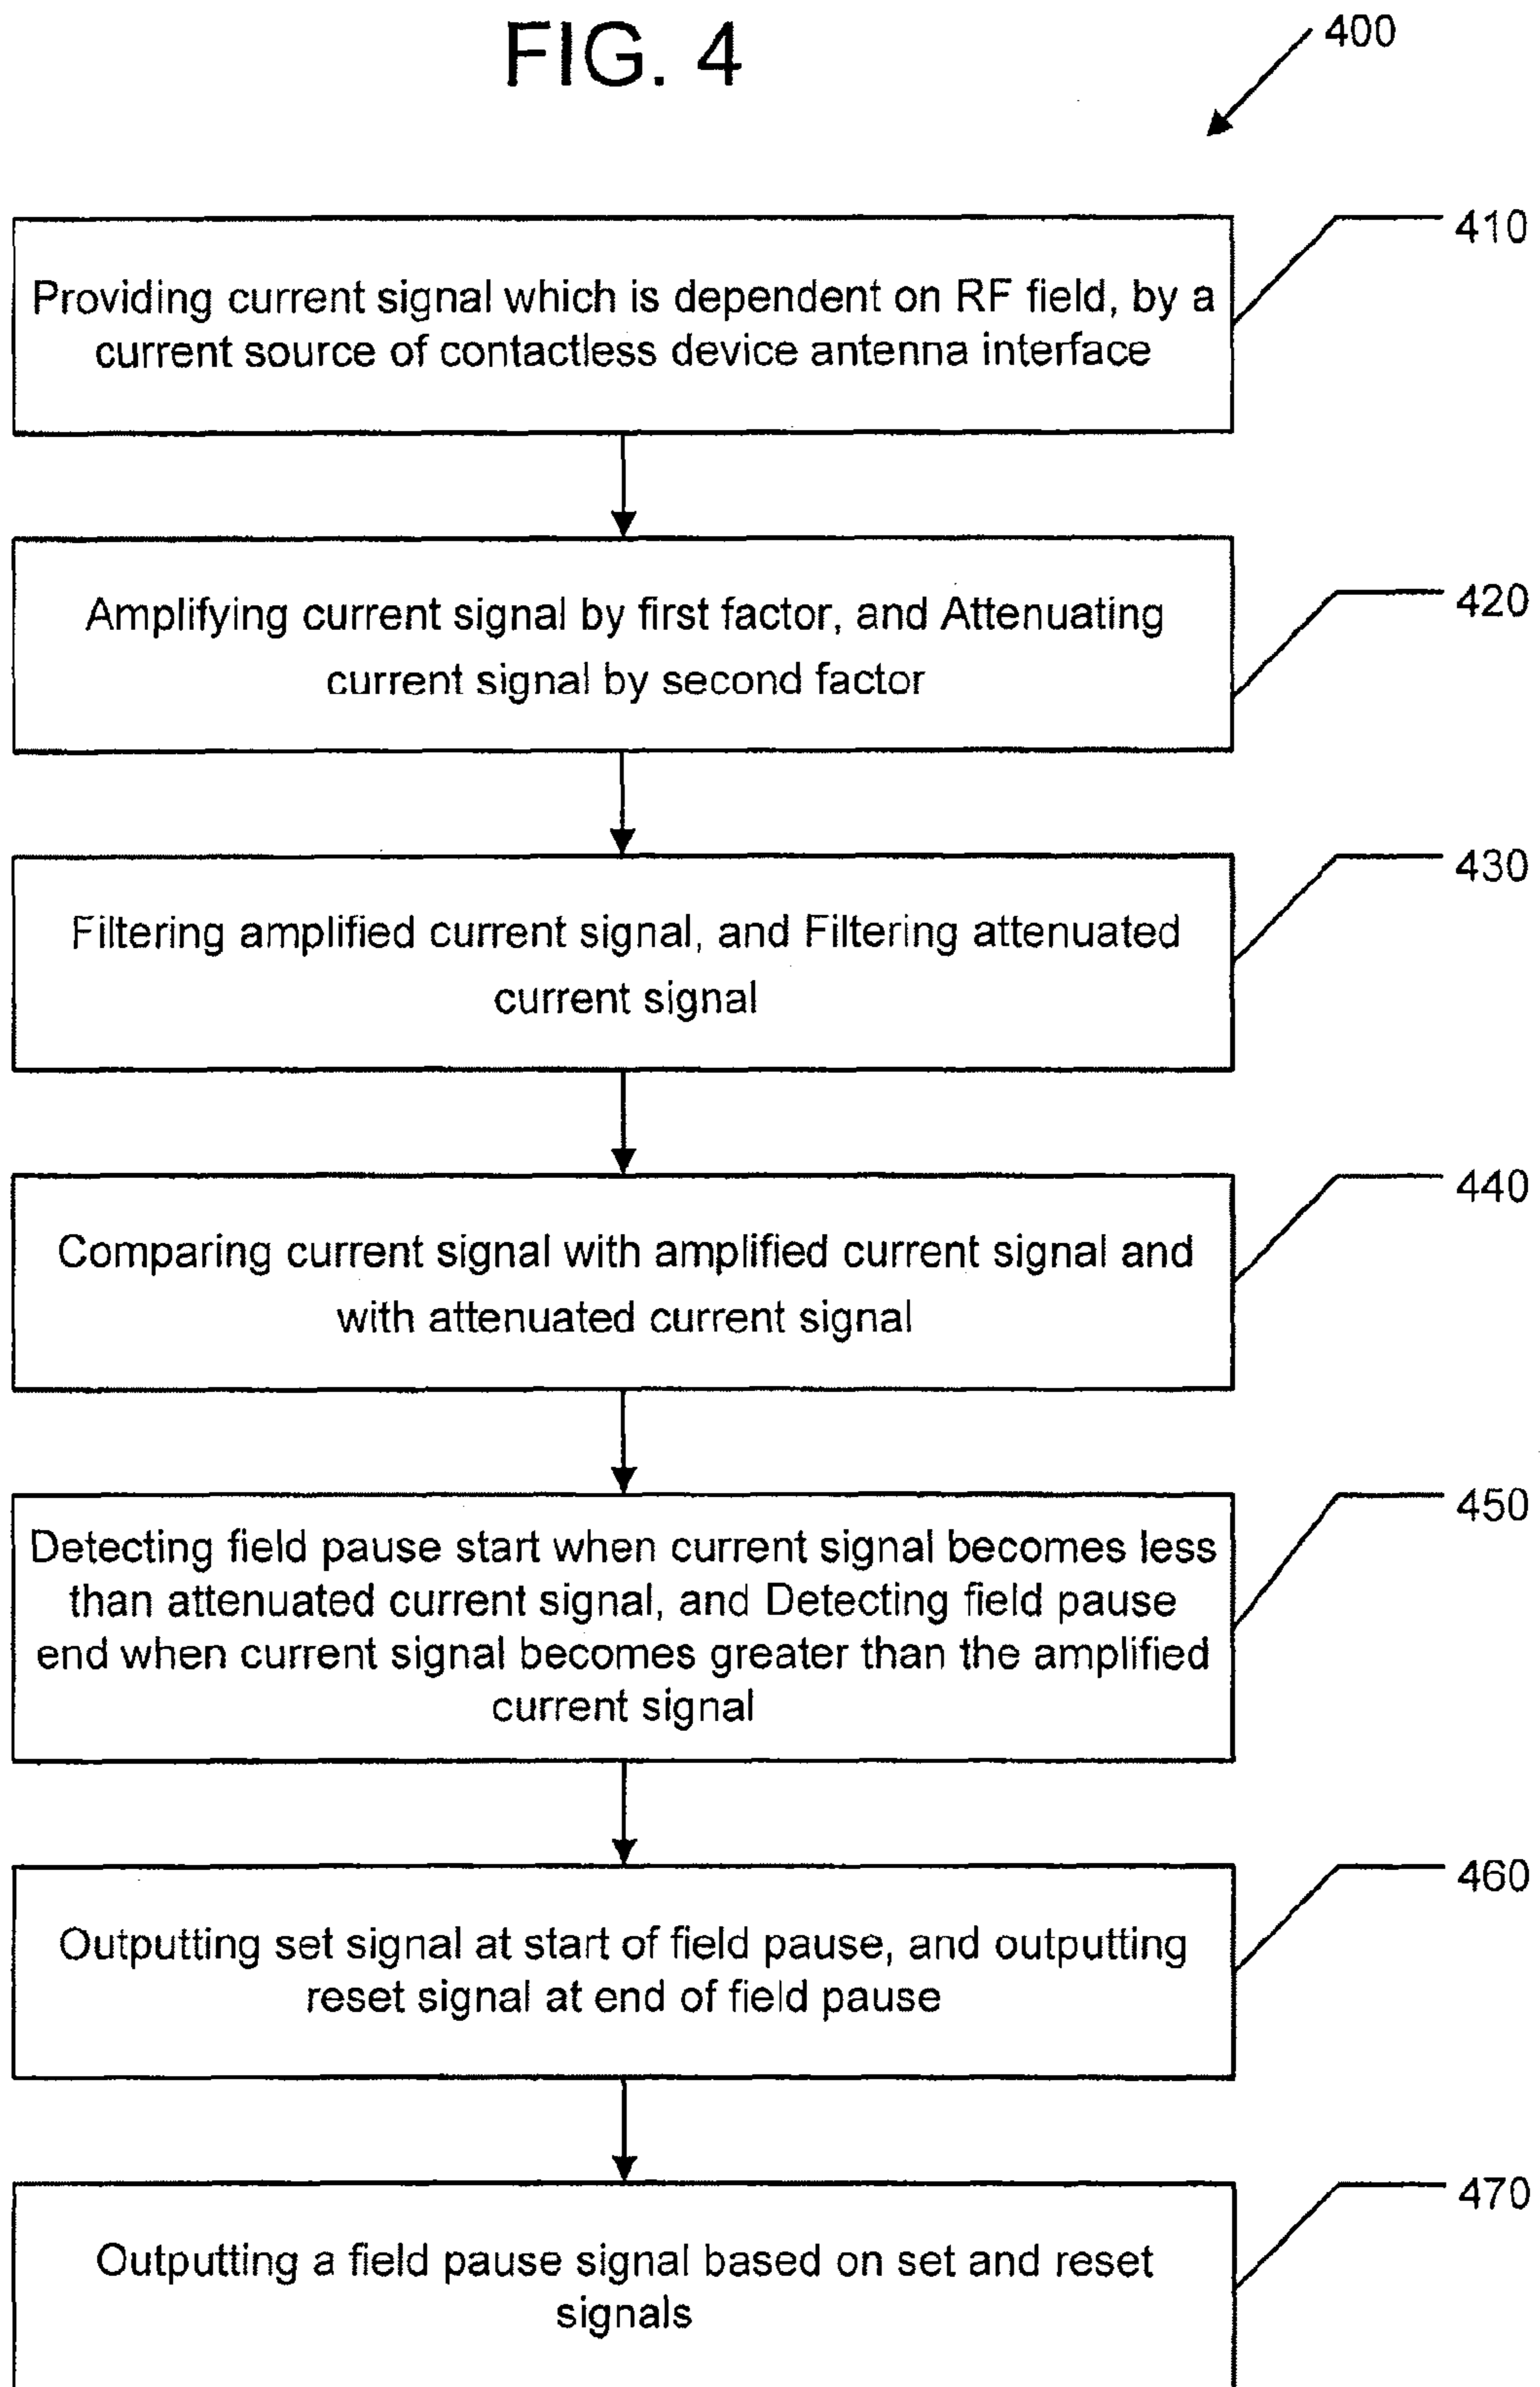 FIG. 4
400
Providing current signal which is dependent on RF field, by a
current source of contactless device antenna interface
410
Amplifying current signal by first factor, and Attenuating
current signal by second factor
420
Filtering amplified current signal, and Filtering attenuated
current signal
430
Comparing current signal with amplified current signal and
with attenuated current signal
440
Detecting field pause start when current signal becomes less
than attenuated current signal, and Detecting field pause
end when current signal becomes greater than the amplified
current signal
450
Outputting set signal at start of field pause, and outputting
reset signal at end of field pause
460
Outputting a field pause signal based on set and reset
signals
470